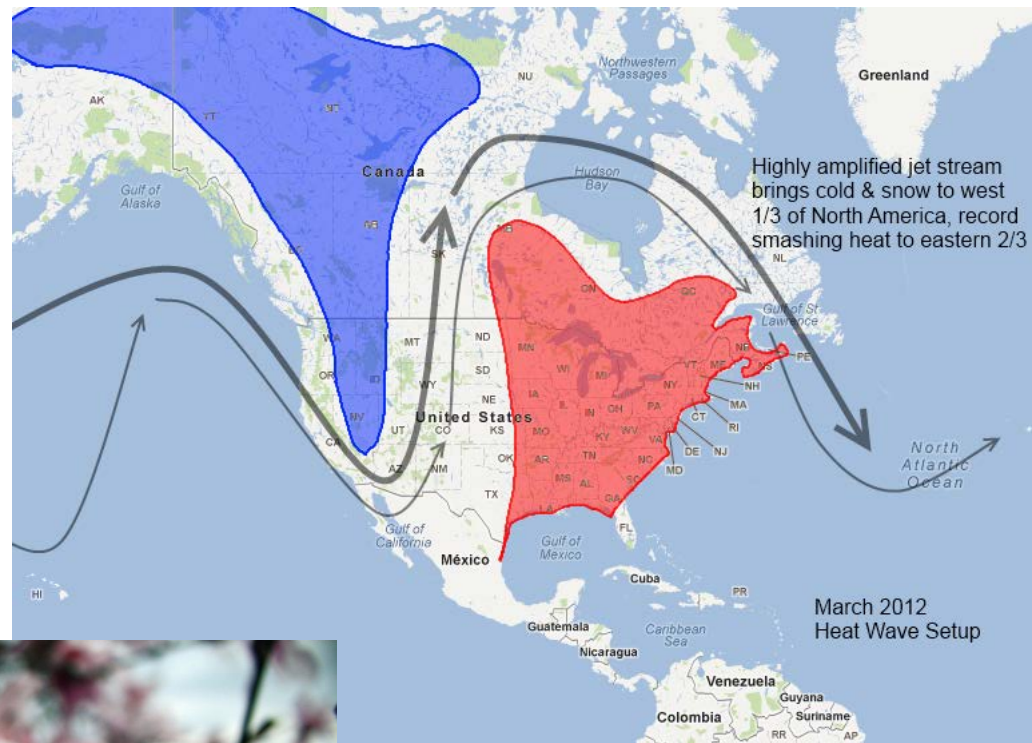 Greenland
Northwestern
Passages
NU
AK
YT
NT
Canada
Gulf of
Alaska
Hudson
Bay
Highly amplified jet stream
brings cold & snow to west
1/3 of North America, record
smashing heat to eastern 2/3
NL
AB
SK
MB
ON
QC
Gulf of St
Lawrence
WA
MT
ND
MN
NB
PE
NS
OR
SD
WI
MI
VT
ME
NH
WY
NY
MA
NE
IA
PA
CT
RI
NV
United States
IL
IN
OH
CA
UT
CO
KS
MO
KY
WV
VA
DE
NJ
MD
North
Atlantic
Ocean
AZ
NM
OK
AR
TN
NC
SC
TX
MS
AL
GA
LA
FL
Gulf of
California
Gulf of
Mexico
México
HI
Cuba
PR
March 2012
Heat Wave Setup
Guatemala
Caribbean
Sea
Nicaragua
Venezuela
Guyana
Colombia
Suriname
RR
AP